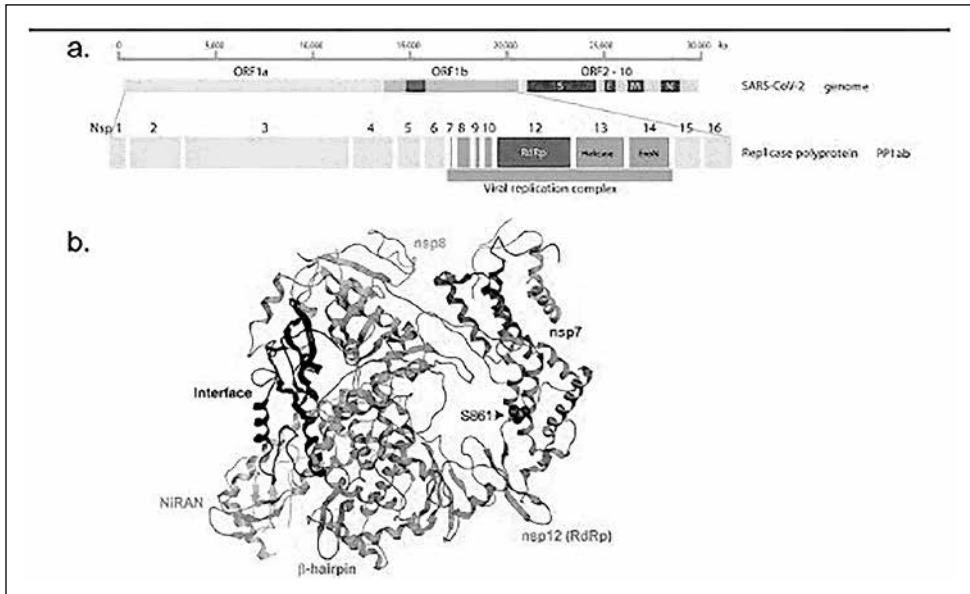 a.
0 5,000 10,000 15,000 20,000 25,000 30,000
ORF1a ORF1b ORF2 - 10
S E M N SARS-CoV-2 genome
Nsp 1 2 3 4 5 6 7 8 9 10 12 13 14 15 16
RdRp Helicase ExoN Replicase polyprotein PP1ab
Viral replication complex
b.
nsp8
nsp7
Interface
S861
NiRAN
nsp12 (RdRp)
β-hairpin